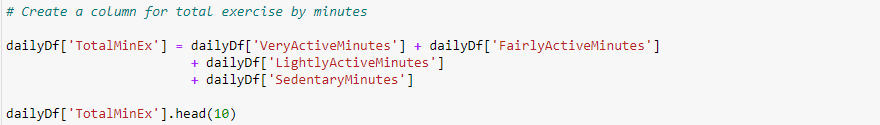 # Create a column for total exercise by minutes
dailyDf['TotalMinEx'] = dailyDf['VeryActiveMinutes'] + dailyDf['FairlyActiveMinutes']
+ dailyDf['LightlyActiveMinutes']
+ dailyDf['SedentaryMinutes']
dailyDf['TotalMinEx'].head(10)